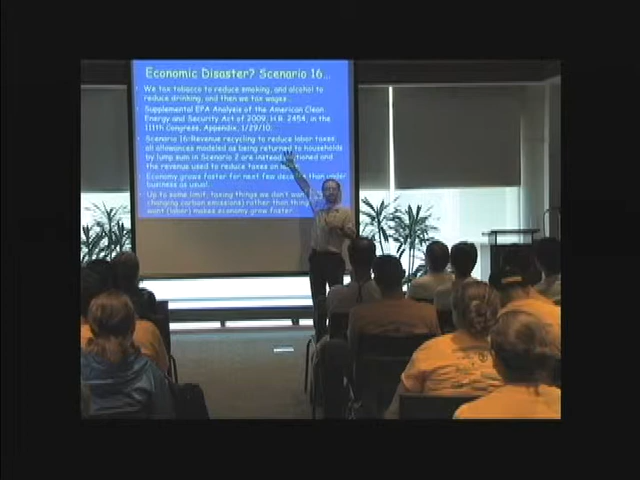 Economic Disaster? Scenario 16...
We tax tobacco to reduce smoking, and alcohol to
reduce drinking, and then we tax wages...
Supplemental EPA Analysis of the American Clean
Energy and Security Act of 2009, H.R. 2454, in the
111th Congress, Appendix, 1/29/10.
Scenario 16:Revenue recycling to reduce labor taxes:
all allowances modeled as being returned to households
by lump sum in Scenario 2 are instead auctioned and
the revenue used to reduce taxes on
Economy grows faster for next few than under
business as usual.
Up to some limit, taxing things we don't
changing carbon emissions) rather than
want (labor) makes economy grow faster.